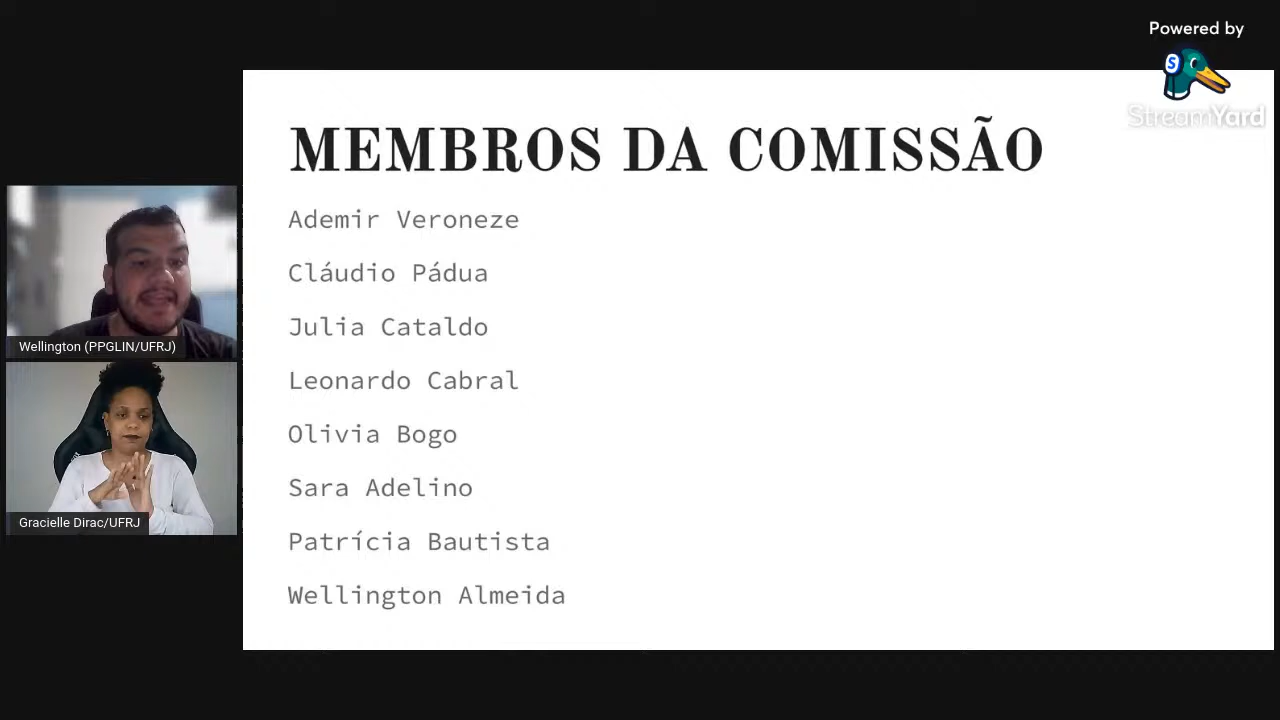 Powered by
StreamYard
MEMBROS DA COMISSÃO
Ademir Veroneze
Cláudio Pádua
Julia Cataldo
Leonardo Cabral
Olivia Bogo
Sara Adelino
Patrícia Bautista
Wellington Almeida
Wellington (PPGLIN/UFRJ)
Gracielle Dirac/UFRJ